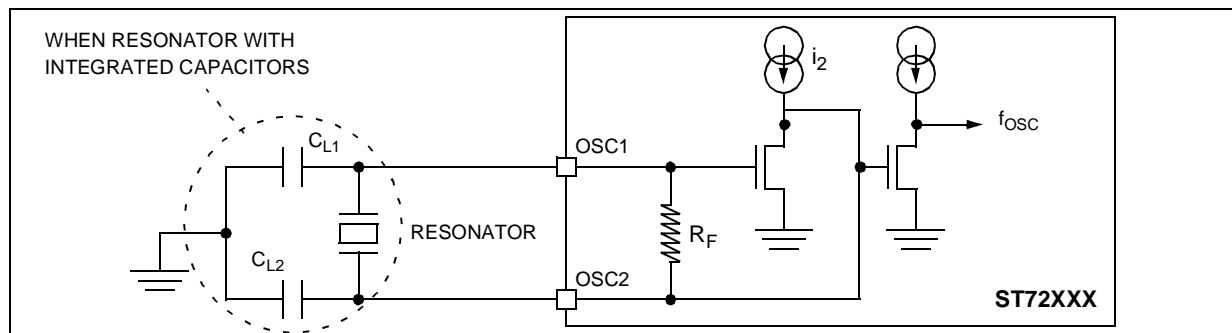 WHEN RESONATOR WITH
INTEGRATED CAPACITORS
i2
fOSC
CL1
OSC1
RESONATOR
RF
CL2
OSC2
ST72XXX